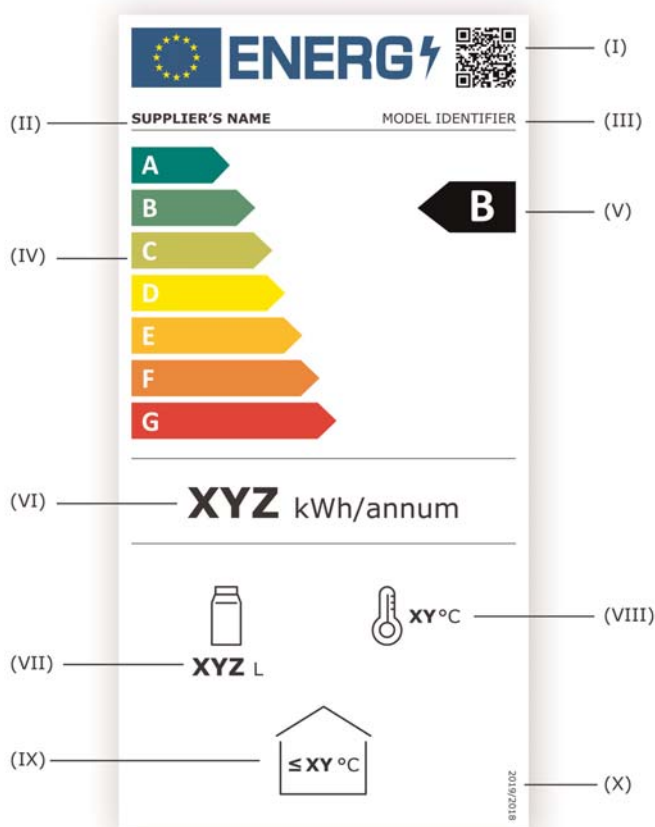 ENERG
(I)
(II)
SUPPLIER'S NAME
MODEL IDENTIFIER
(III)
A
B
B
(V)
(IV)
C
D
E
F
G
(VI)
XYZ kWh/annum
XY°C
(VIII)
(VII)
XYZ L
(IX)
≤ XY °C
2019/2018
(X)